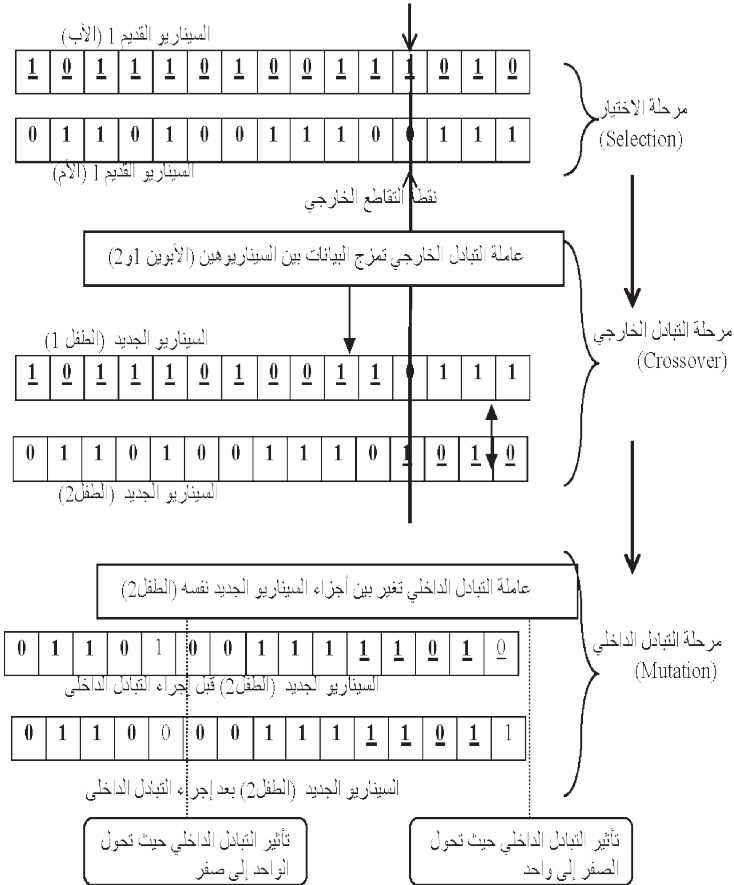 السيناريو القديم 1 (الأب)
1 0 1 1 1 0 1 0 0 1 1 1 0 1 0
مرحلة الاختيار
(Selection)
0 1 1 0 1 0 0 1 1 1 0 0 1 1 1
السيناريو القديم 1 (الأم)
نقطة التقاطع الخارجي
عاملة التبادل الخارجي تمزج البيانات بين السيناريوهين (الأبوين 1و2)
السيناريو الجديد (الطفل 1)
مرحلة التبادل الخارجي
(Crossover)
1 0 1 1 1 0 1 0 0 1 1 0 1 1 1
0 1 1 0 1 0 0 1 1 1 0 1 0 1 0
السيناريو الجديد (الطفل2)
عاملة التبادل الداخلي تغير بين أجزاء السيناريو الجديد نفسه (الطفل2)
مرحلة التبادل الداخلي
(Mutation)
0 1 1 0 1 0 0 1 1 1 1 1 0 1 0
السيناريو الجديد (الطفل2) قبل إجراء التبادل الداخلي
0 1 1 0 0 0 0 1 1 1 1 1 0 1 1
السيناريو الجديد (الطفل2) بعد إجراء التبادل الداخلي
تأثير التبادل الداخلي حيث تحول
الصفر إلى واحد
تأثير التبادل الداخلي حيث تحول
الواحد إلى صفر